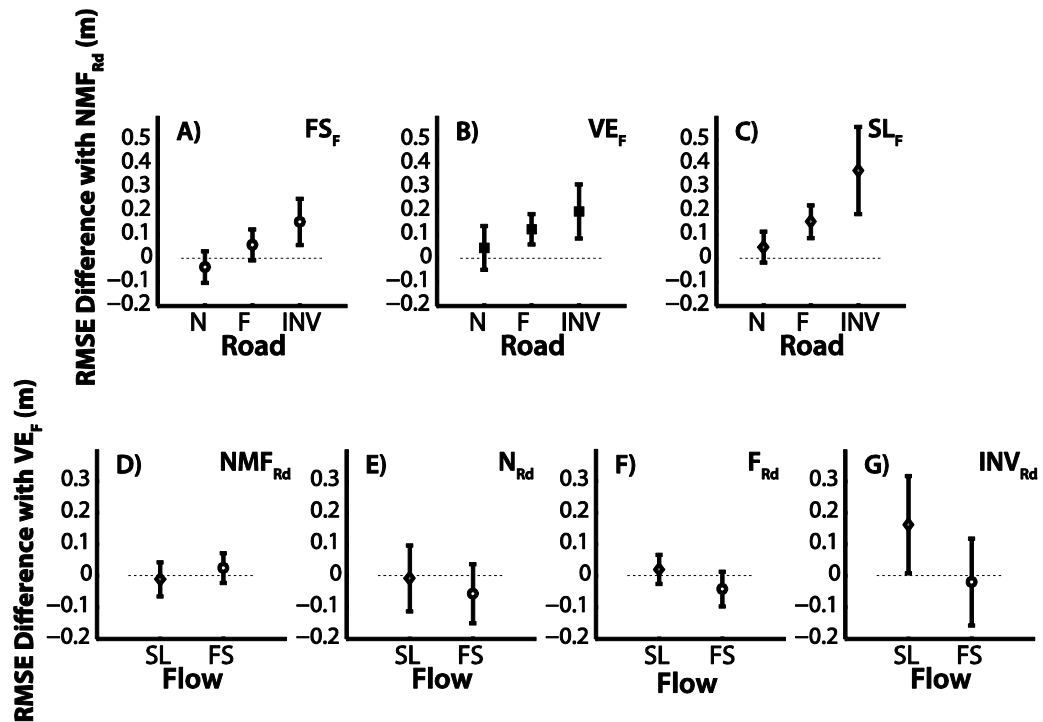 RMSE Difference with NMF_Rd (m)
A) FS_F
0.5
0.4
0.3
0.2
0.1
0
−0.1
−0.2
N F INV
Road
B) VE_F
0.5
0.4
0.3
0.2
0.1
0
−0.1
−0.2
N F INV
Road
C) SL_F
0.5
0.4
0.3
0.2
0.1
0
−0.1
−0.2
N F INV
Road
RMSE Difference with VE_F (m)
D) NMF_Rd
0.3
0.2
0.1
0
−0.1
−0.2
SL FS
Flow
E) N_Rd
0.3
0.2
0.1
0
−0.1
−0.2
SL FS
Flow
F) F_Rd
0.3
0.2
0.1
0
−0.1
−0.2
SL FS
Flow
G) INV_Rd
0.3
0.2
0.1
0
−0.1
−0.2
SL FS
Flow